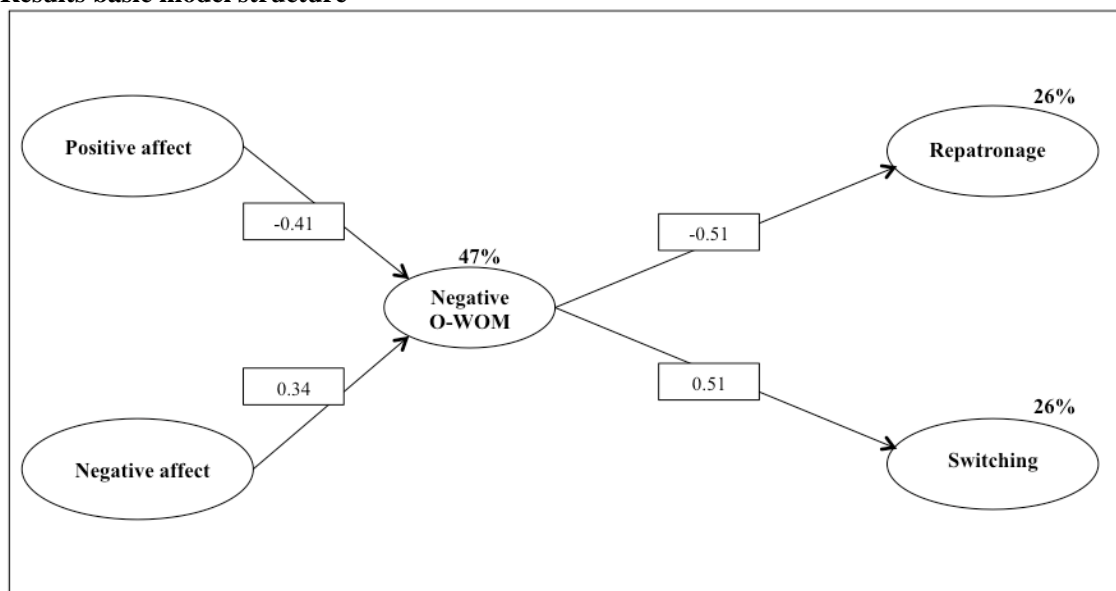 Results basic model structure
26%
Positive affect
Repatronage
-0.41
-0.51
47%
Negative
O-WOM
0.34
0.51
26%
Negative affect
Switching